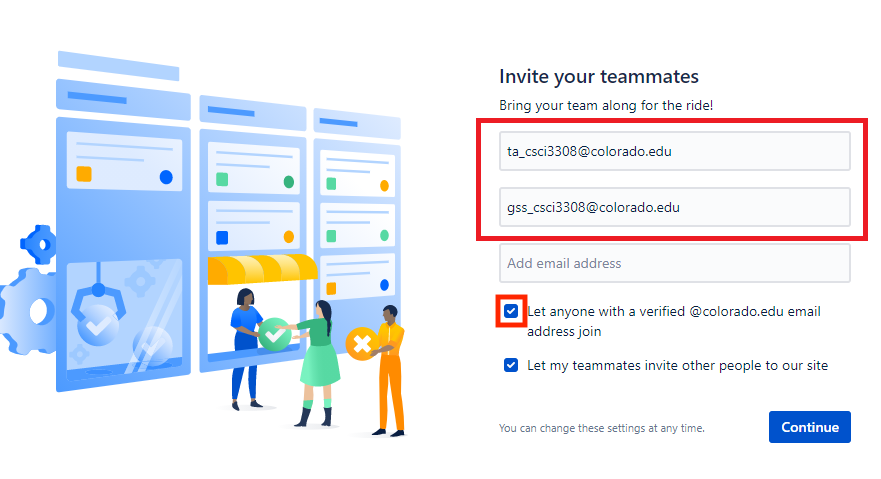 Invite your teammates
Bring your team along for the ride!
ta_csci3308@colorado.edu
gss_csci3308@colorado.edu
Add email address
Let anyone with a verified @colorado.edu email
address join
Let my teammates invite other people to our site
You can change these settings at any time.
Continue